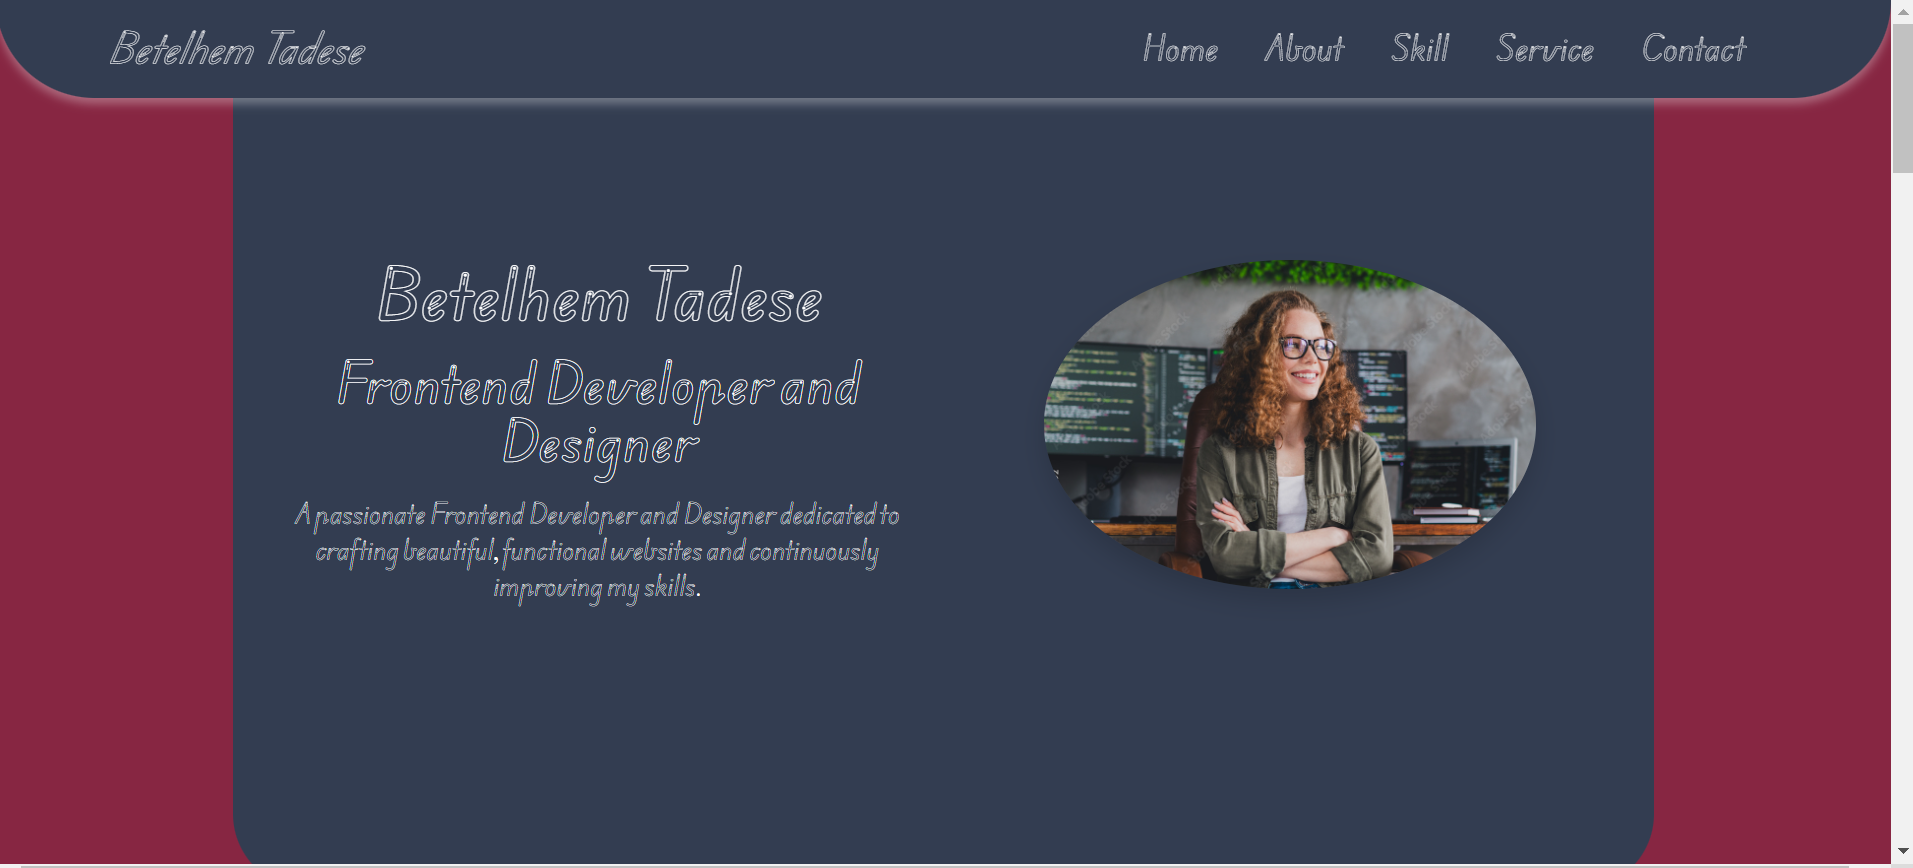 Betelhem Tadese
Home About Skill Service Contact
Betelhem Tadese
Frontend Developer and
Designer
A passionate Frontend Developer and Designer dedicated to
crafting beautiful, functional websites and continuously
improving my skills.